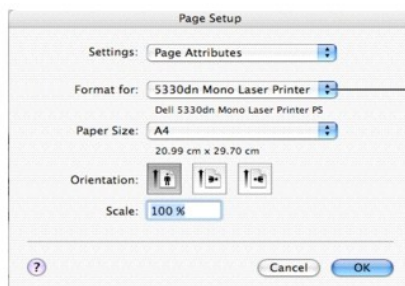 Page Setup
Settings: Page Attributes
Format for: 5330dn Mono Laser Printer
Dell 5330dn Mono Laser Printer PS
Paper Size: A4
20.99 cm x 29.70 cm
Orientation:
Scale: 100 %
? Cancel OK